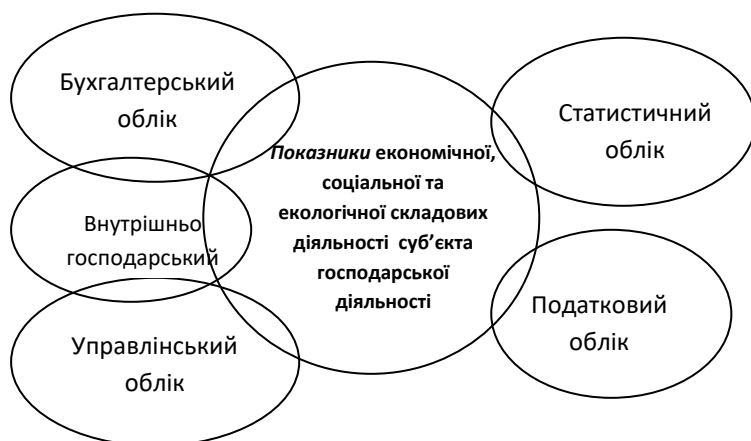 Бухгалтерський
облік
Статистичний
облік
Показники економічної,
соціальної та
екологічної складових
діяльності суб’єкта
господарської
діяльності
Внутрішньо
господарський
Податковий
облік
Управлінський
облік